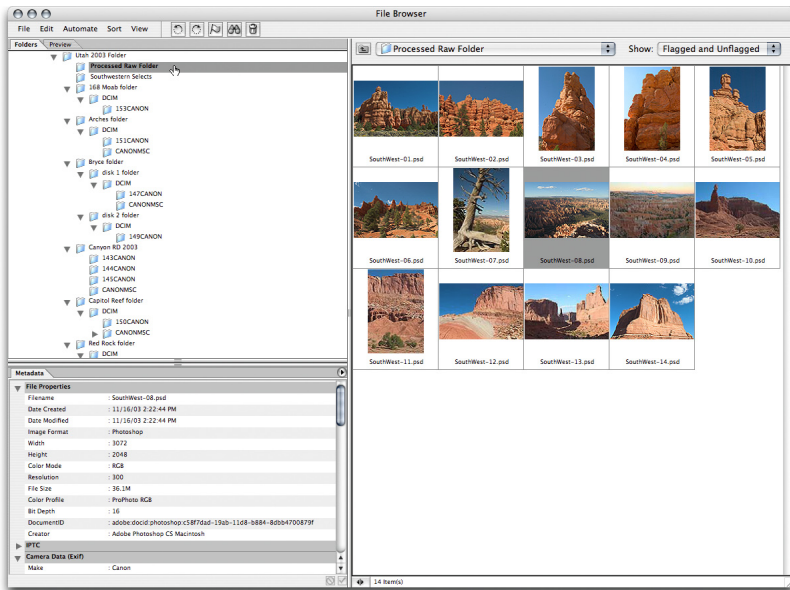 File Browser
File Edit Automate Sort View
Folders Preview
Utah 2003 Folder
Processed Raw Folder
Southwestern Selects
168 Moab folder
DCIM
153CANON
Arches folder
DCIM
151CANON
CANONMSC
Bryce folder
disk 1 folder
DCIM
147CANON
CANONMSC
disk 2 folder
DCIM
149CANON
Canyon RD 2003
143CANON
144CANON
145CANON
CANONMSC
Capitol Reef folder
DCIM
150CANON
CANONMSC
Red Rock folder
DCIM
Metadata
File Properties
Filename : SouthWest-08.psd
Date Created : 11/16/03 2:22:44 PM
Date Modified : 11/16/03 2:22:44 PM
Image Format : Photoshop
Width : 3072
Height : 2048
Color Mode : RGB
Resolution : 300
File Size : 36.1M
Color Profile : ProPhoto RGB
Bit Depth : 16
DocumentID : adobe:docid:photoshop:c58f7dad-19ab-11d8-b884-8dbb4700879f
Creator : Adobe Photoshop CS Macintosh
IPTC
Camera Data (Exif)
Make : Canon
Processed Raw Folder Show: Flagged and Unflagged
SouthWest-01.psd SouthWest-02.psd SouthWest-03.psd SouthWest-04.psd SouthWest-05.psd
SouthWest-06.psd SouthWest-07.psd SouthWest-08.psd SouthWest-09.psd SouthWest-10.psd
SouthWest-11.psd SouthWest-12.psd SouthWest-13.psd SouthWest-14.psd
14 Item(s)